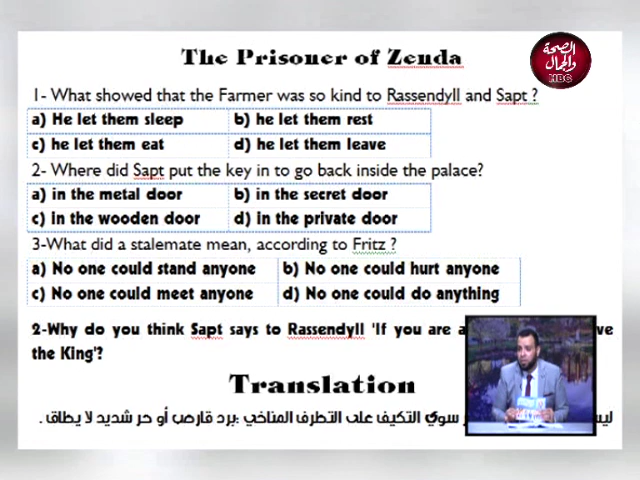 الصحة
والجمال
HBC
The Prisoner of Zenda
1- What showed that the Farmer was so kind to Rassendyll and Sapt ?
a) He let them sleep b) he let them rest
c) he let them eat d) he let them leave
2- Where did Sapt put the key in to go back inside the palace?
a) in the metal door b) in the secret door
c) in the wooden door d) in the private door
3-What did a stalemate mean, according to Fritz ?
a) No one could stand anyone b) No one could hurt anyone
c) No one could meet anyone d) No one could do anything
2-Why do you think Sapt says to Rassendyll 'If you are a ve
the King'?
Translation
سوي التكيف على التطرف المناخي :برد قارص أو حر شديد لا يطاق .